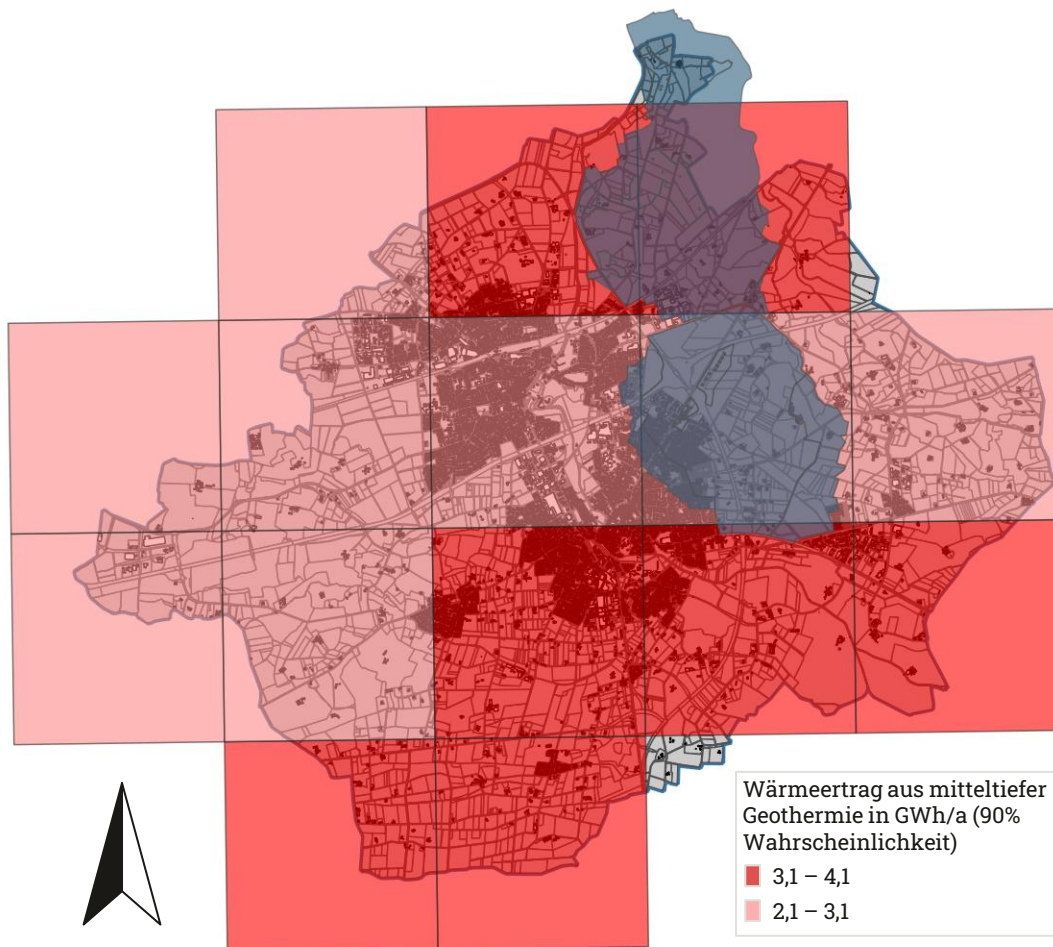 Wärmeertrag aus mitteltiefer
Geothermie in GWh/a (90%
Wahrscheinlichkeit)
3,1 – 4,1
2,1 – 3,1